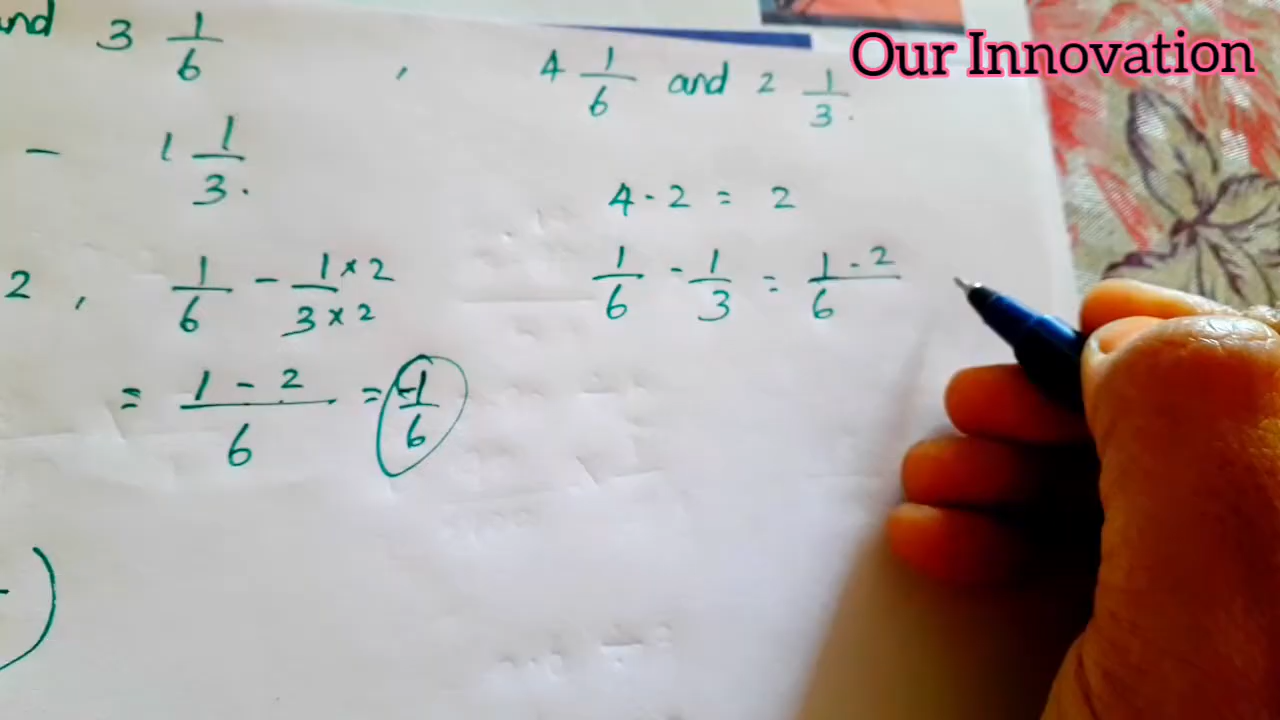 Our Innovation
and 3 1/6 , 4 1/6 and 2 1/3.
- 1 1/3.
4 - 2 = 2
2 , 1/6 - 1×2/3×2
1/6 - 1/3 = 1-2/6
= 1-2/6 = -1/6
)